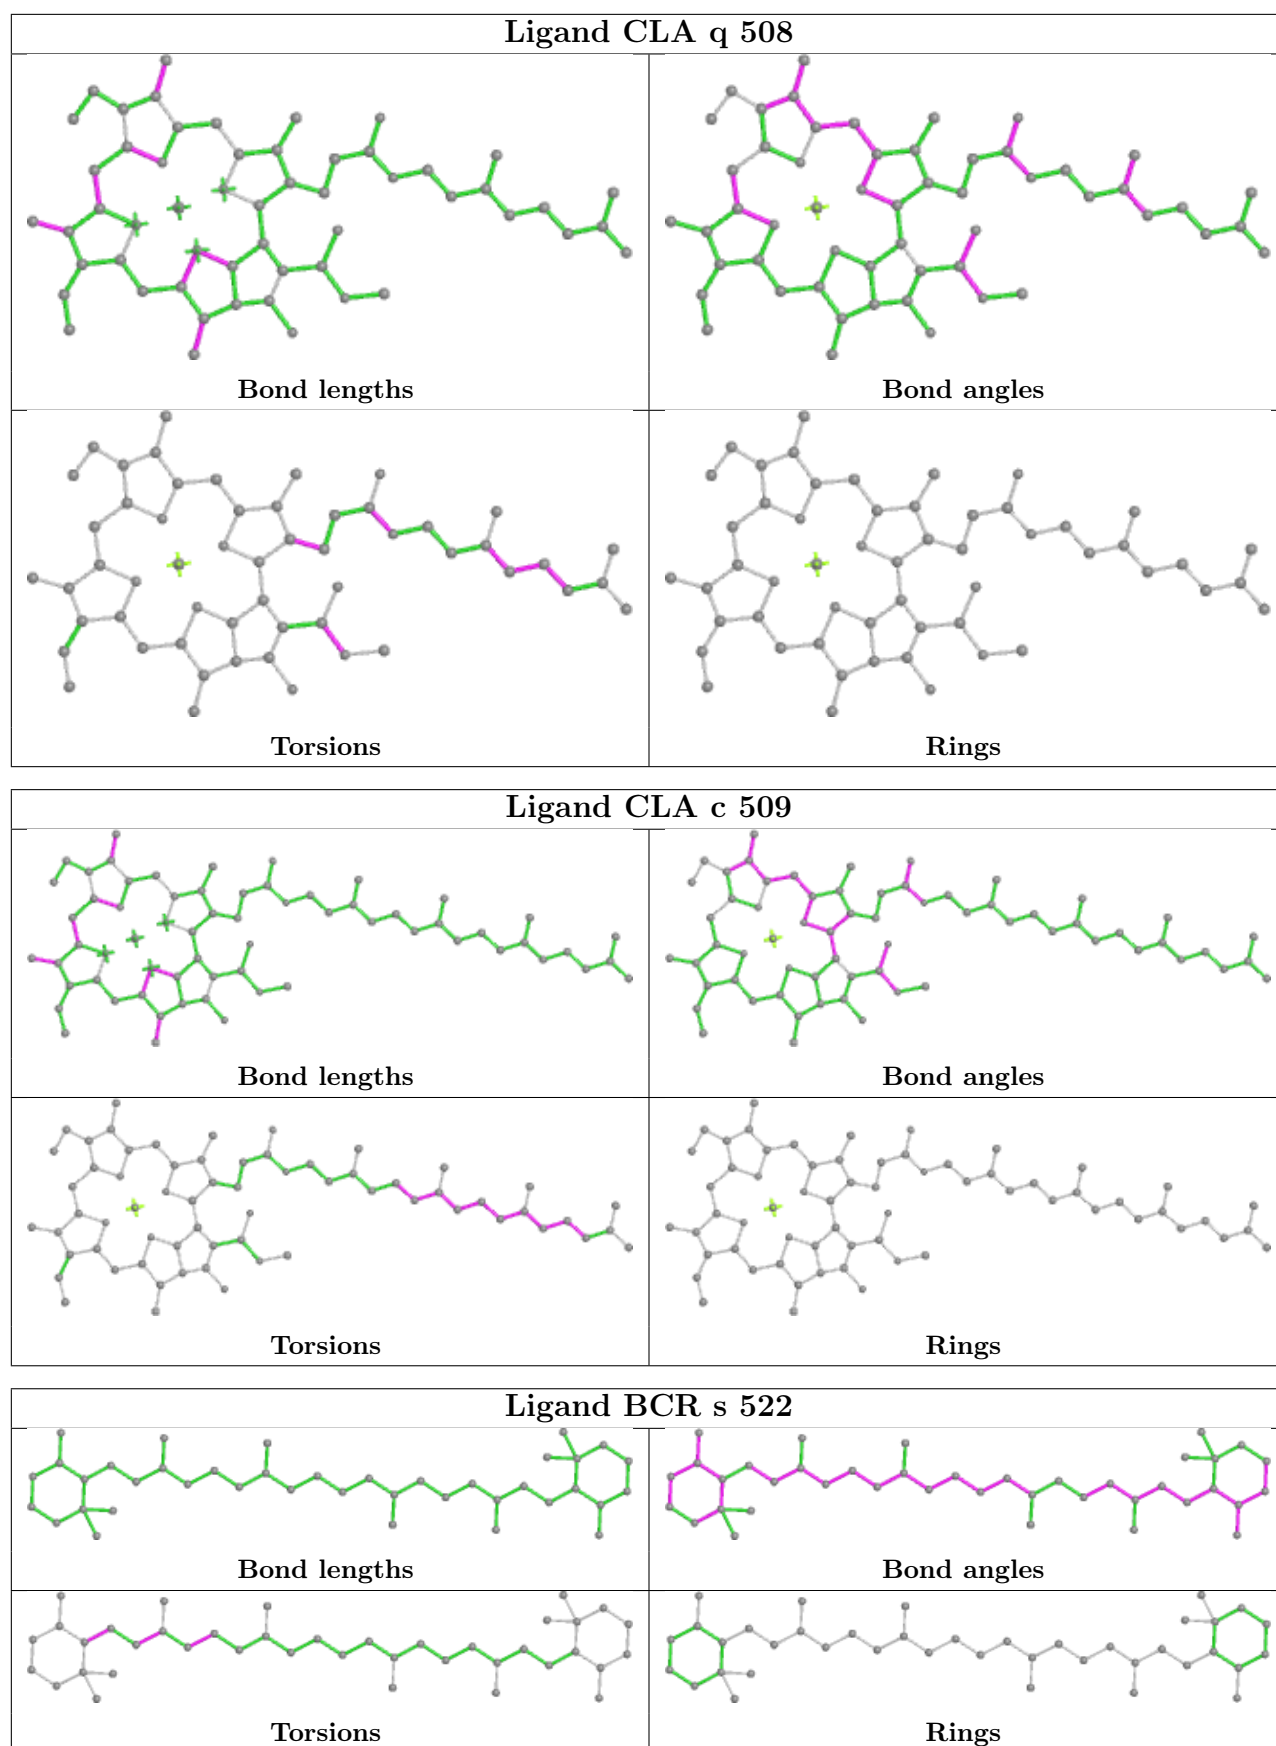 Ligand CLA q 508
Bond lengths
Bond angles
Torsions
Rings
Ligand CLA c 509
Bond lengths
Bond angles
Torsions
Rings
Ligand BCR s 522
Bond lengths
Bond angles
Torsions
Rings